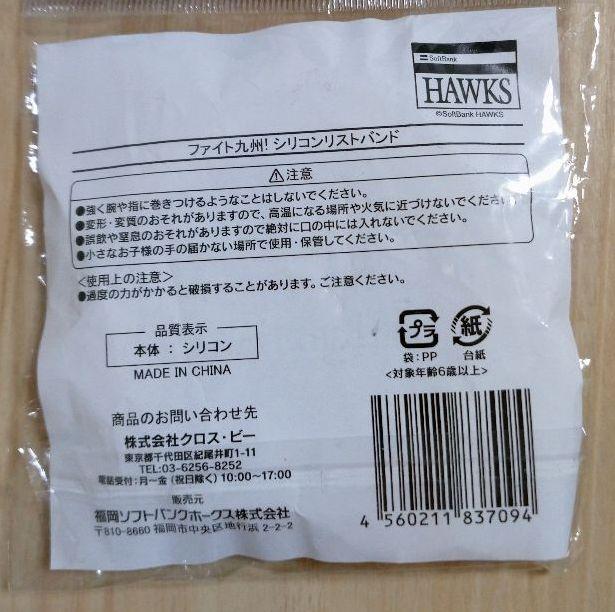 SoftBank
HAWKS
©SoftBank HAWKS
ファイト九州! シリコンリストバンド
⚠注意
●強く腕や指に巻きつけるようなことはしないでください。
●変形・変質のおそれがありますので、高温になる場所や火気に近づけないでください。
●誤飲や窒息のおそれがありますので絶対に口の中には入れないでください。
●小さなお子様の手の届かない場所で使用・保管してください。
<使用上の注意>
●過度の力がかかると破損することがあります。ご注意ください。
品質表示
本体 : シリコン
MADE IN CHINA
プラ
紙
袋:PP
台紙
<対象年齢6歳以上>
商品のお問い合わせ先
株式会社クロス・ビー
東京都千代田区紀尾井町1-11
TEL:03-6256-8252
電話受付:月〜金 (祝日除く) 10:00〜17:00
販売元
福岡ソフトバンクホークス株式会社
〒810-8660 福岡市中央区地行浜 2-2-2
4 560211 837094